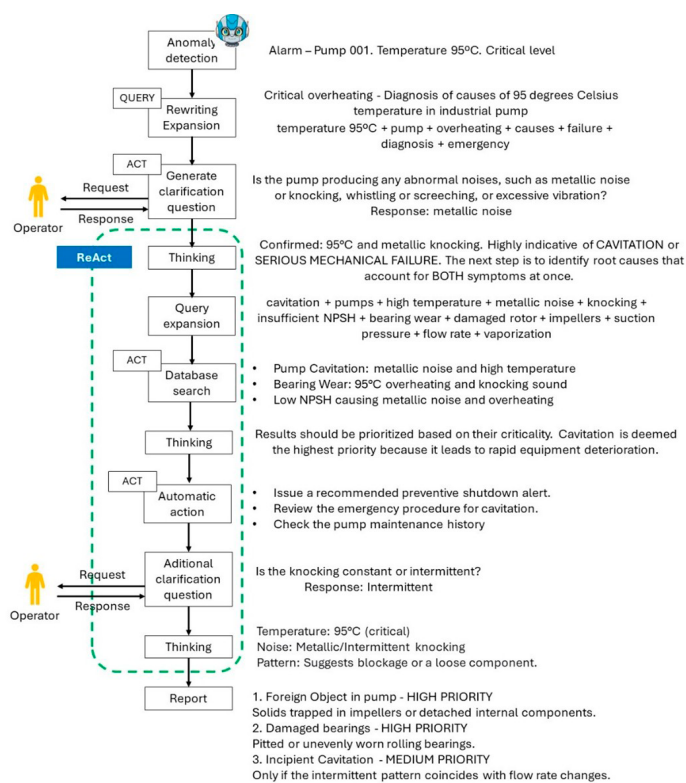 Anomaly
detection
Alarm – Pump 001. Temperature 95ºC. Critical level
QUERY
Rewriting
Expansion
Critical overheating - Diagnosis of causes of 95 degrees Celsius
temperature in industrial pump
temperature 95ºC + pump + overheating + causes + failure +
diagnosis + emergency
ACT
Generate
clarification
question
Request
Response
Operator
Is the pump producing any abnormal noises, such as metallic noise
or knocking, whistling or screeching, or excessive vibration?
Response: metallic noise
ReAct
Thinking
Confirmed: 95ºC and metallic knocking. Highly indicative of CAVITATION or
SERIOUS MECHANICAL FAILURE. The next step is to identify root causes that
account for BOTH symptoms at once.
Query
expansion
cavitation + pumps + high temperature + metallic noise + knocking +
insufficient NPSH + bearing wear + damaged rotor + impellers + suction
pressure + flow rate + vaporization
ACT
Database
search
• Pump Cavitation: metallic noise and high temperature
• Bearing Wear: 95ºC overheating and knocking sound
• Low NPSH causing metallic noise and overheating
Thinking
Results should be prioritized based on their criticality. Cavitation is deemed
the highest priority because it leads to rapid equipment deterioration.
ACT
Automatic
action
• Issue a recommended preventive shutdown alert.
• Review the emergency procedure for cavitation.
• Check the pump maintenance history
Aditional
clarification
question
Request
Response
Operator
Is the knocking constant or intermittent?
Response: Intermittent
Thinking
Temperature: 95ºC (critical)
Noise: Metallic/Intermittent knocking
Pattern: Suggests blockage or a loose component.
Report
1. Foreign Object in pump - HIGH PRIORITY
Solids trapped in impellers or detached internal components.
2. Damaged bearings - HIGH PRIORITY
Pitted or unevenly worn rolling bearings.
3. Incipient Cavitation - MEDIUM PRIORITY
Only if the intermittent pattern coincides with flow rate changes.